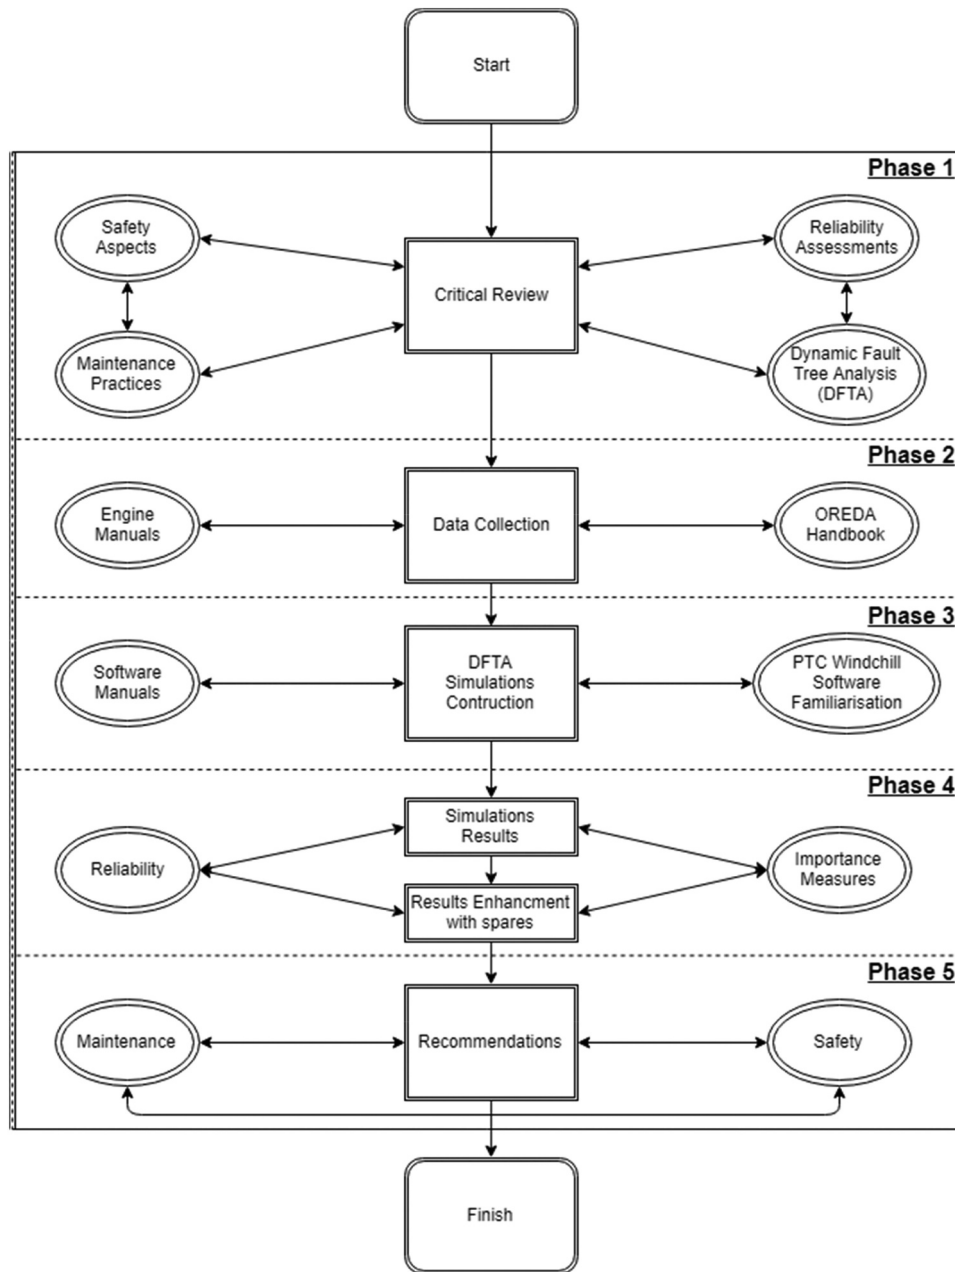 Start
Phase 1
Safety
Aspects
Reliability
Assessments
Critical Review
Maintenance
Practices
Dynamic Fault
Tree Analysis
(DFTA)
Phase 2
Engine
Manuals
Data Collection
OREDA
Handbook
Phase 3
Software
Manuals
DFTA
Simulations
Contruction
PTC Windchill
Software
Familiarisation
Phase 4
Simulations
Results
Reliability
Importance
Measures
Results Enhancment
with spares
Phase 5
Maintenance
Recommendations
Safety
Finish